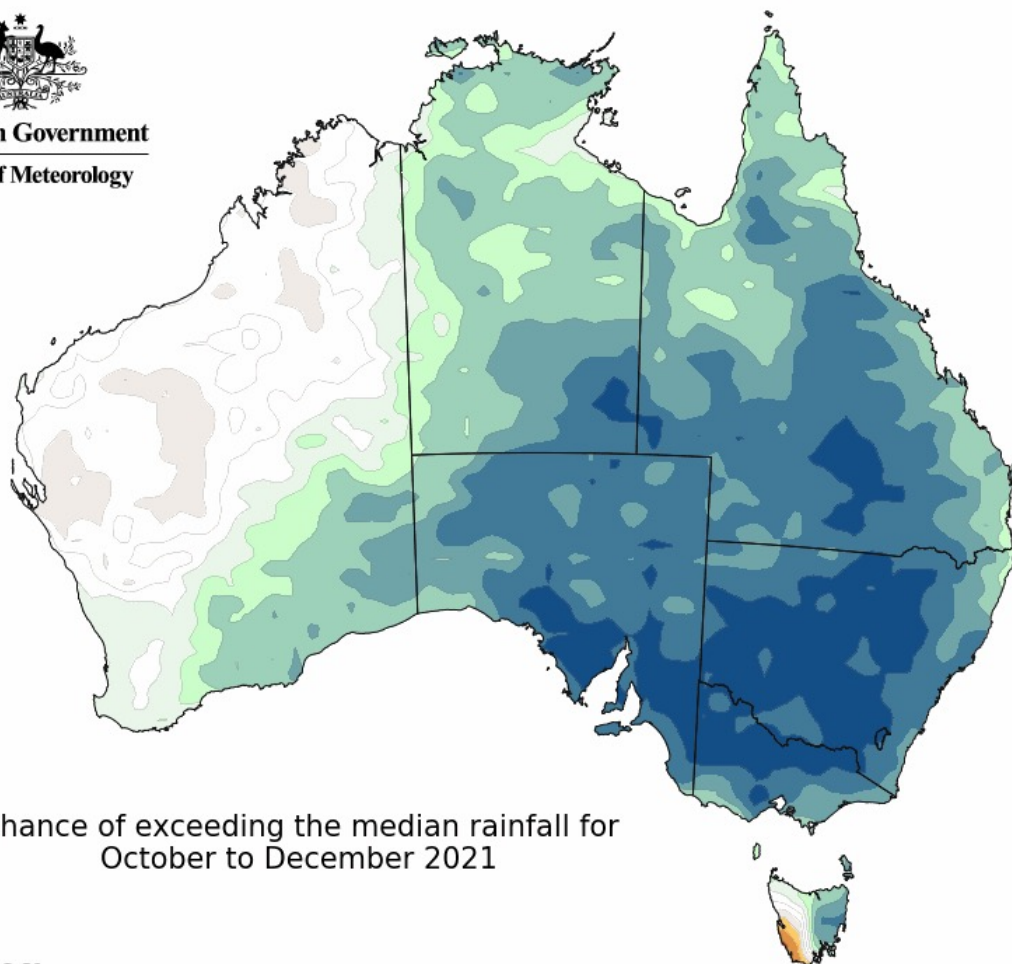 n Government
f Meteorology
hance of exceeding the median rainfall for
October to December 2021